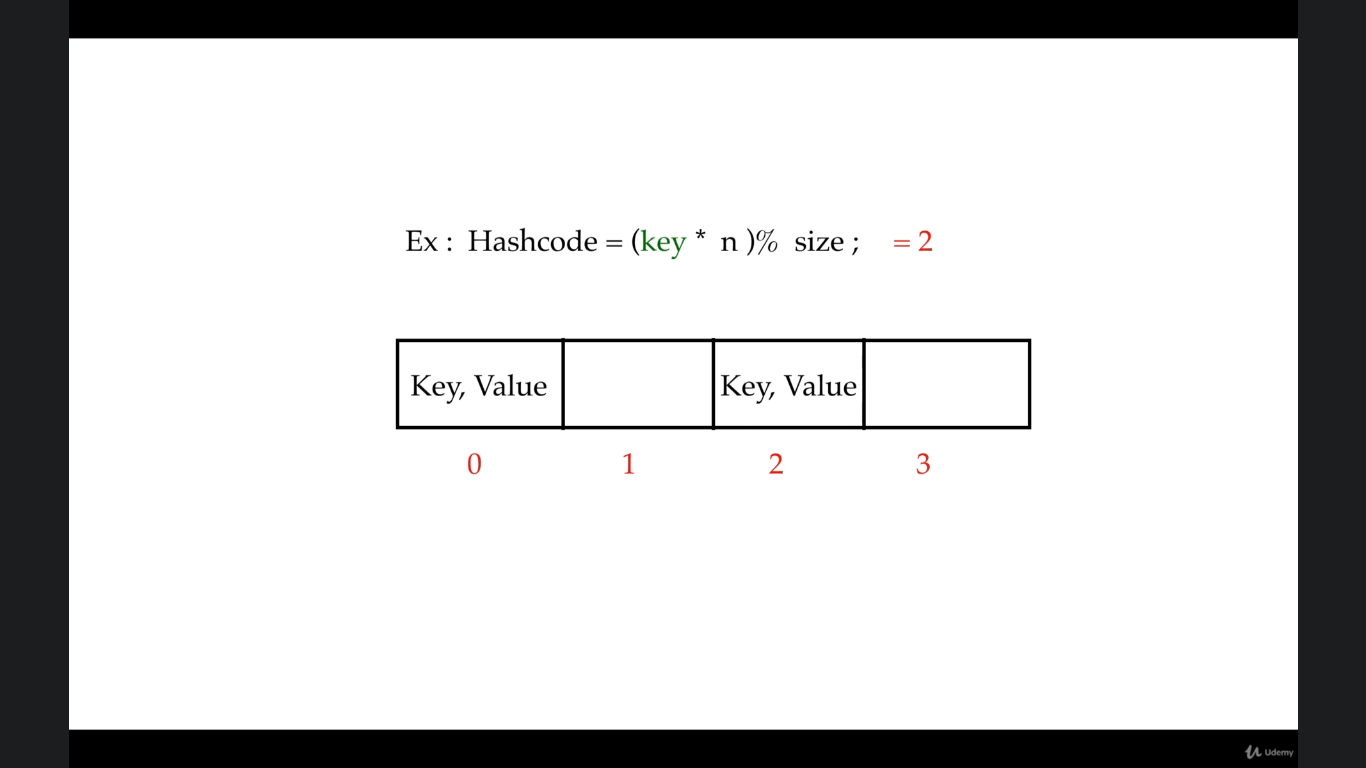 Ex : Hashcode = (key * n )% size ; = 2
Key, Value Key, Value
0 1 2 3
Udemy